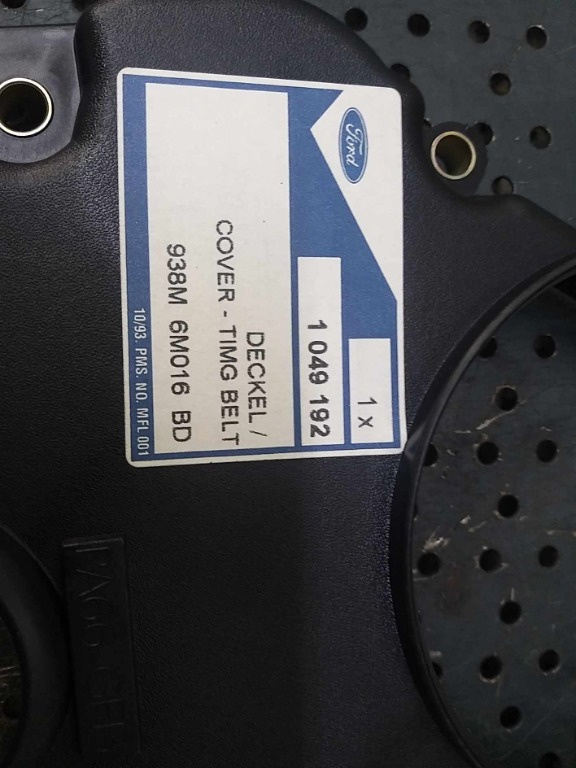 Ford
1 x
1 049 192
DECKEL /
COVER - TIMG BELT
938M 6M016 BD
10/93. PMS. NO. MFL 001